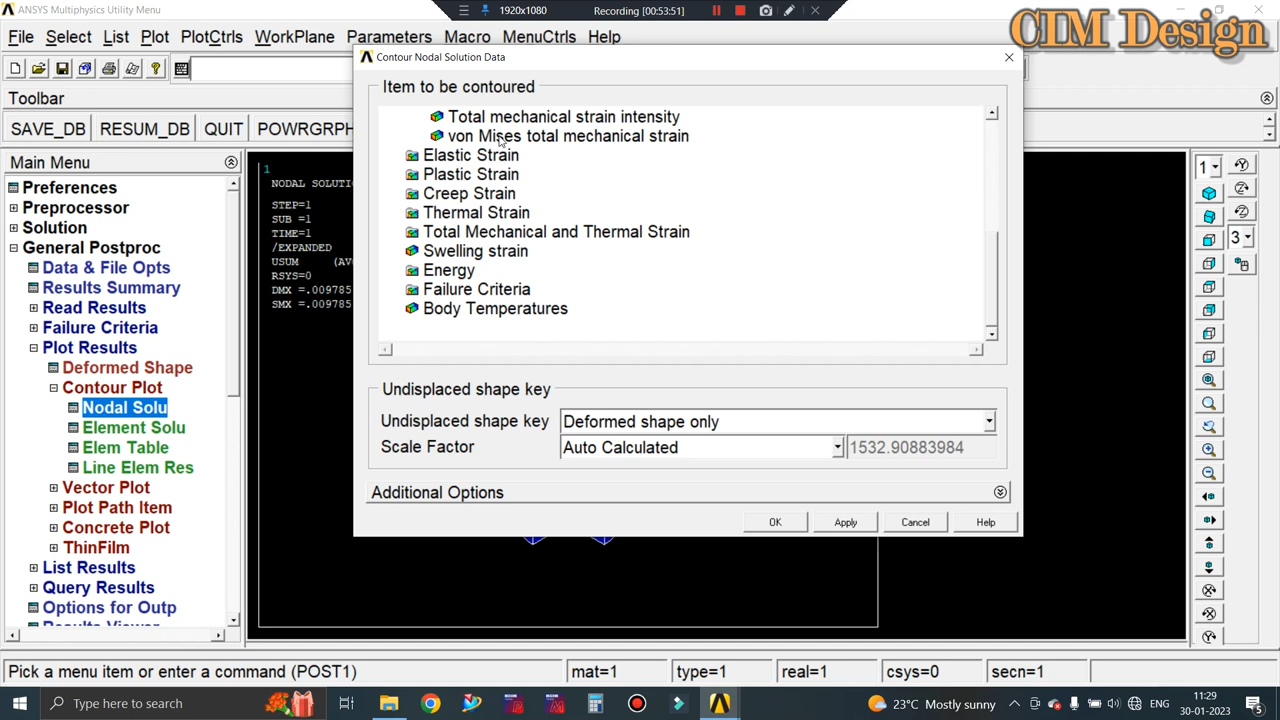 ANSYS Multiphysics Utility Menu
1920x1080
Recording [00:53:51]
CIM Design
File Select List Plot PlotCtrls WorkPlane Parameters Macro MenuCtrls Help
Contour Nodal Solution Data
Toolbar
SAVE_DB RESUM_DB QUIT POWRGRPH
Item to be contoured
Total mechanical strain intensity
von Mises total mechanical strain
Elastic Strain
Plastic Strain
Creep Strain
Thermal Strain
Total Mechanical and Thermal Strain
Swelling strain
Energy
Failure Criteria
Body Temperatures
Undisplaced shape key
Undisplaced shape key Deformed shape only
Scale Factor Auto Calculated 1532.90883984
Additional Options
OK Apply Cancel Help
Main Menu
Preferences
Preprocessor
Solution
General Postproc
Data & File Opts
Results Summary
Read Results
Failure Criteria
Plot Results
Deformed Shape
Contour Plot
Nodal Solu
Element Solu
Elem Table
Line Elem Res
Vector Plot
Plot Path Item
Concrete Plot
ThinFilm
List Results
Query Results
Options for Outp
Results Viewer
1
NODAL SOLUTIO
STEP=1
SUB =1
TIME=1
/EXPANDED
USUM (AV
RSYS=0
DMX =.009785
SMX =.009785
1
3
Pick a menu item or enter a command (POST1)
mat=1 type=1 real=1 csys=0 secn=1
Type here to search
23°C Mostly sunny
ENG
11:29
30-01-2023
5